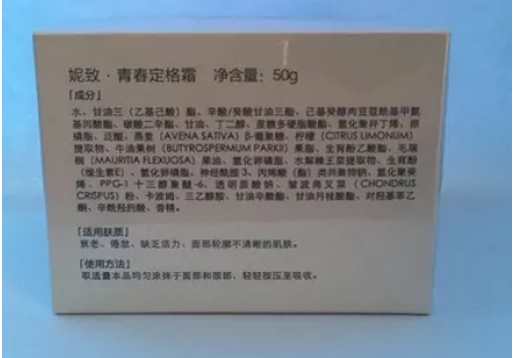 妮致·青春定格霜 净含量：50g
「成分」
水、甘油三（乙基己酸）酯、辛酸/癸酸甘油三酯、己基癸醇肉豆蔻酰基甲氨
基丙酸酯、碳酸二辛酯、甘油、丁二醇、蔗糖多硬脂酸酯、氢化聚异丁烯、卵
磷脂、泛醌、燕麦（AVENA SATIVA）β-葡聚糖、柠檬（CITRUS LIMONUM）
提取物、牛油果树（BUTYROSPERMUM PARKII）果脂、生育酚乙酸酯、毛瑞
榈（MAURITIA FLEXUOSA）果油、氢化卵磷脂、水解蜂王浆提取物、生育酚
（维生素E）、氢化卵磷脂、神经酰胺3、丙烯酸（酯）类共聚物钠、氢化聚癸
烯、PPG-1十三醇聚醚-6、透明质酸钠、皱波角叉菜（CHONDRUS
CRISPUS）粉、卡波姆、三乙醇胺、甘油辛酸酯、甘油月桂酸酯、对羟基苯乙
酮、辛酰羟肟酸、香精。
「适用肤质」
衰老、倦怠、缺乏活力、面部轮廓不清晰的肌肤。
「使用方法」
取适量本品均匀涂抹于面部和颈部，轻轻按压至吸收。